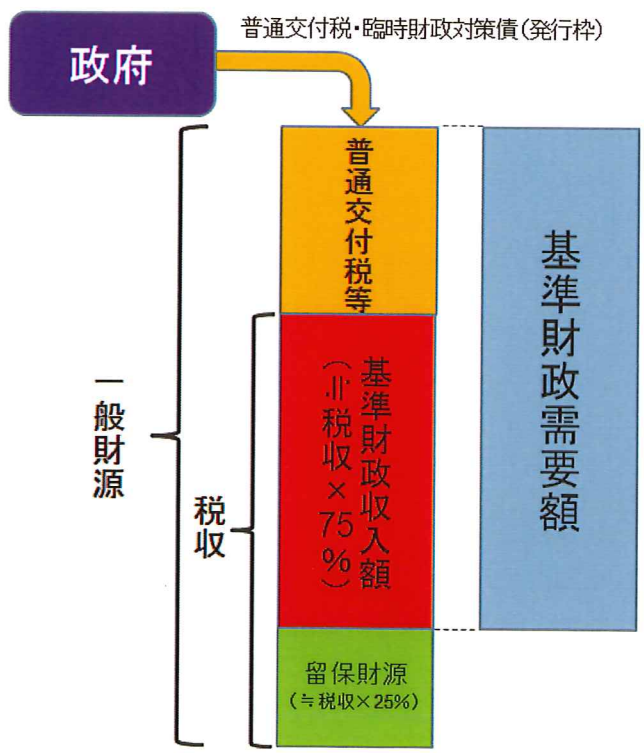 普通交付税・臨時財政対策債(発行枠)
政府
普通交付税等
基準財政需要額
基準財政収入額
(≒税収×75%)
一般財源
税収
留保財源
(≒税収×25%)